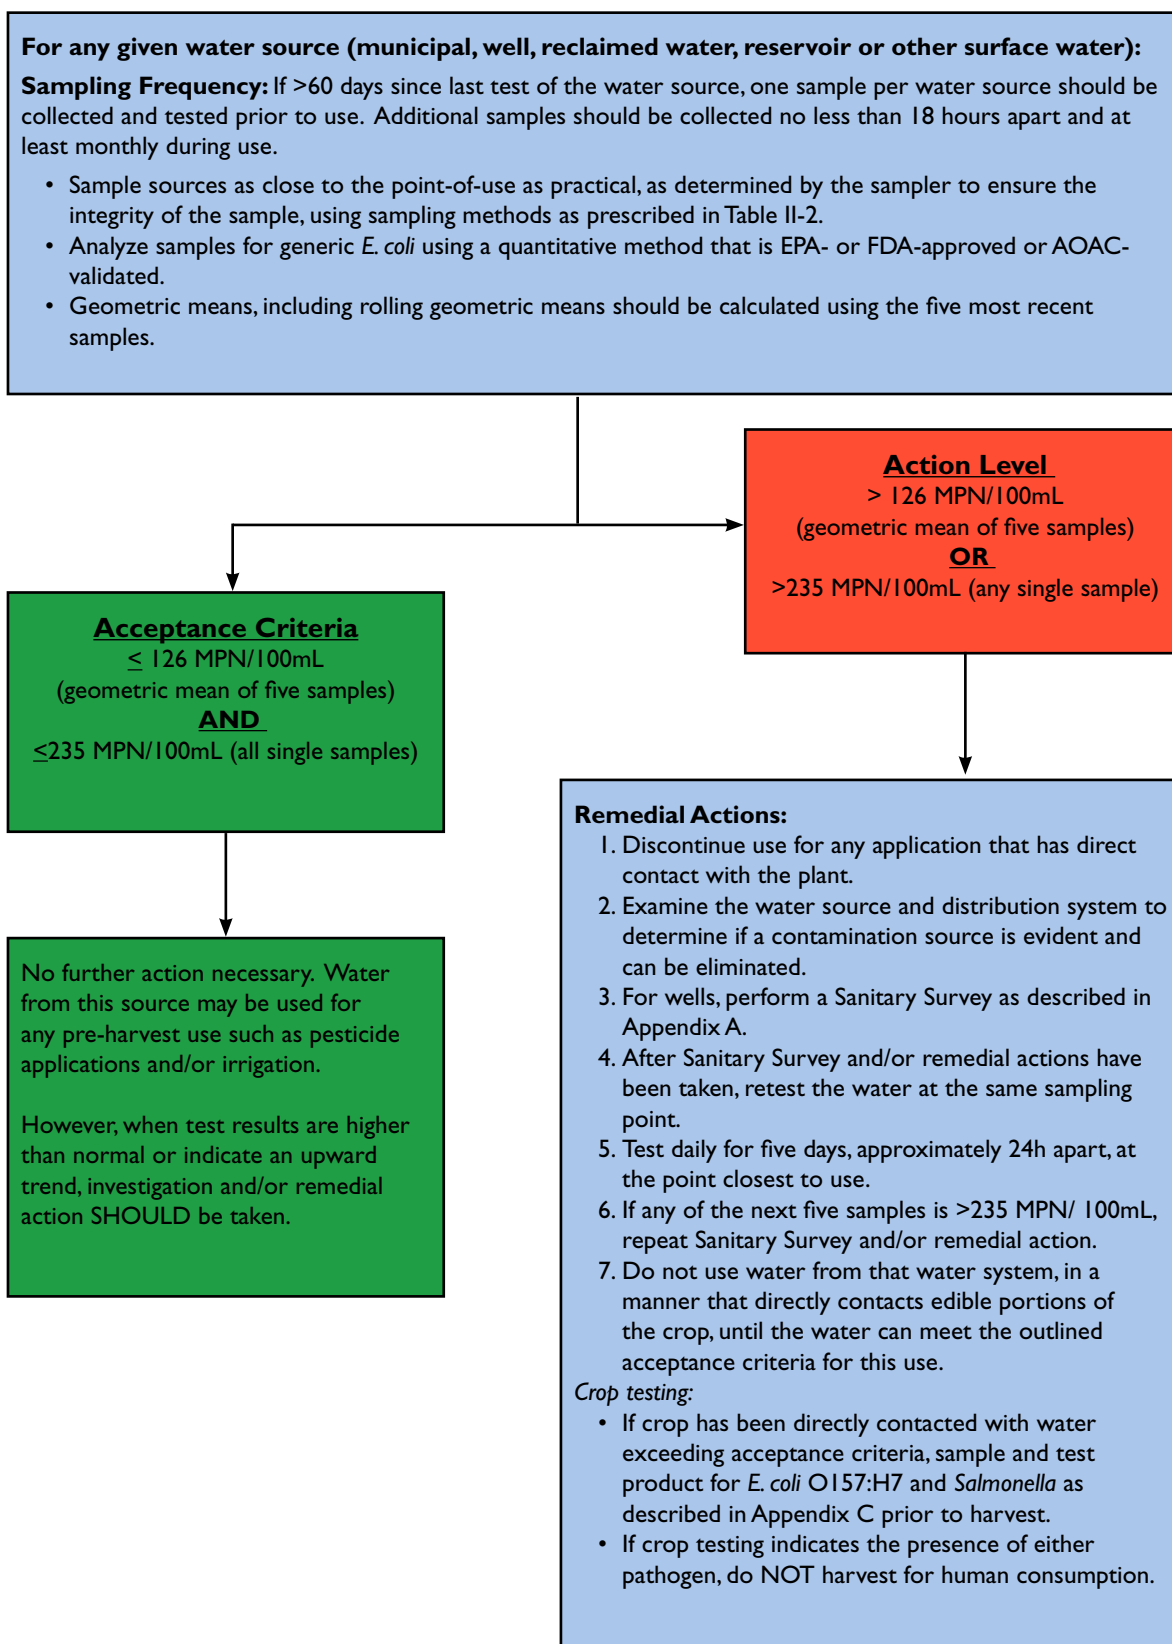 For any given water source (municipal, well, reclaimed water, reservoir or other surface water):
Sampling Frequency: If >60 days since last test of the water source, one sample per water source should be
collected and tested prior to use. Additional samples should be collected no less than 18 hours apart and at
least monthly during use.
• Sample sources as close to the point-of-use as practical, as determined by the sampler to ensure the
integrity of the sample, using sampling methods as prescribed in Table II-2.
• Analyze samples for generic E. coli using a quantitative method that is EPA- or FDA-approved or AOAC-
validated.
• Geometric means, including rolling geometric means should be calculated using the five most recent
samples.
Action Level
> 126 MPN/100mL
(geometric mean of five samples)
OR
>235 MPN/100mL (any single sample)
Acceptance Criteria
≤ 126 MPN/100mL
(geometric mean of five samples)
AND
≤235 MPN/100mL (all single samples)
No further action necessary. Water
from this source may be used for
any pre-harvest use such as pesticide
applications and/or irrigation.
However, when test results are higher
than normal or indicate an upward
trend, investigation and/or remedial
action SHOULD be taken.
Remedial Actions:
1. Discontinue use for any application that has direct
contact with the plant.
2. Examine the water source and distribution system to
determine if a contamination source is evident and
can be eliminated.
3. For wells, perform a Sanitary Survey as described in
Appendix A.
4. After Sanitary Survey and/or remedial actions have
been taken, retest the water at the same sampling
point.
5. Test daily for five days, approximately 24h apart, at
the point closest to use.
6. If any of the next five samples is >235 MPN/ 100mL,
repeat Sanitary Survey and/or remedial action.
7. Do not use water from that water system, in a
manner that directly contacts edible portions of
the crop, until the water can meet the outlined
acceptance criteria for this use.
Crop testing:
• If crop has been directly contacted with water
exceeding acceptance criteria, sample and test
product for E. coli O157:H7 and Salmonella as
described in Appendix C prior to harvest.
• If crop testing indicates the presence of either
pathogen, do NOT harvest for human consumption.